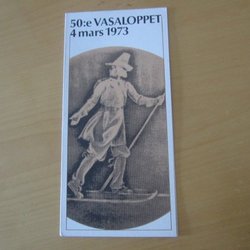 50:e VASALOPPET
4 mars 1973